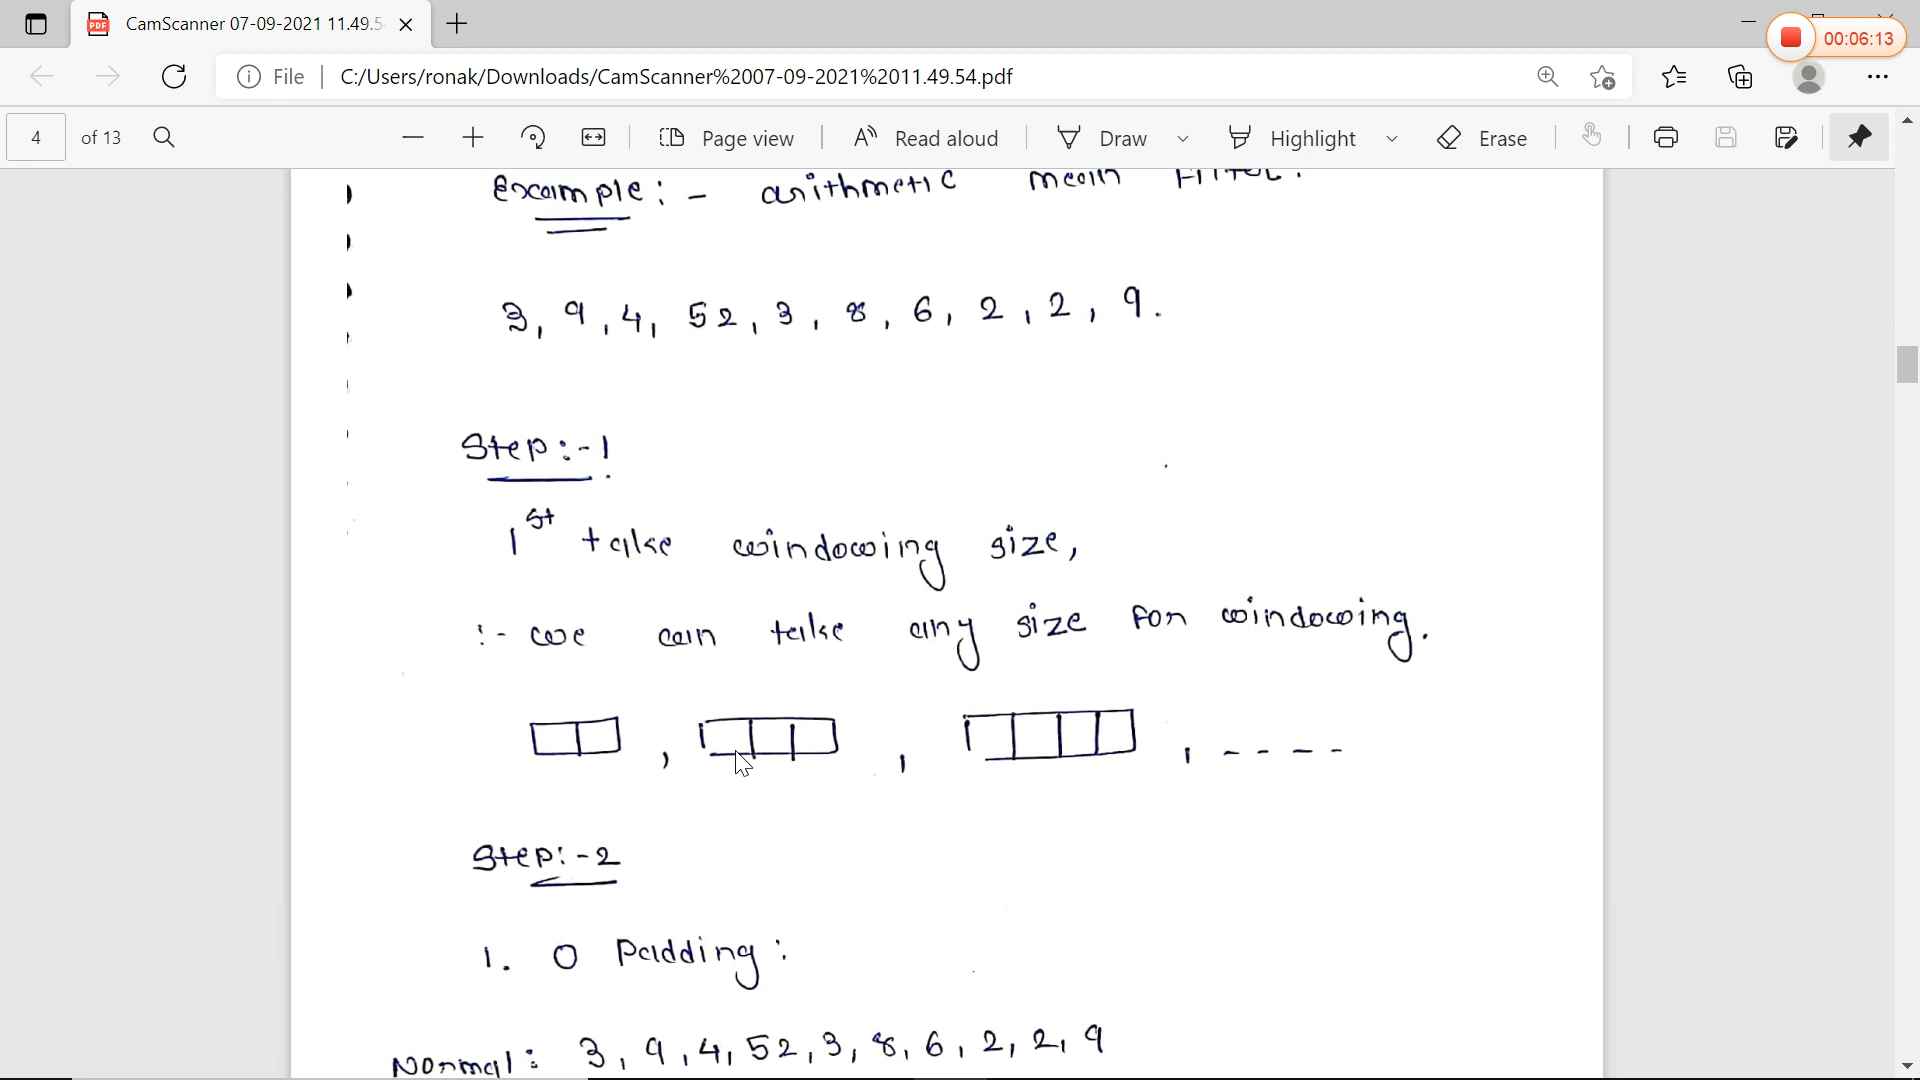 CamScanner 07-09-2021 11.49.5
00:06:13
File
C:/Users/ronak/Downloads/CamScanner%2007-09-2021%2011.49.54.pdf
4 of 13 Page view Read aloud Draw Highlight Erase
Example:- arithmetic mean Filter.
3, 9, 4, 52, 3, 8, 6, 2, 2, 9.
Step:-1
1st take windowing size,
:- we can take any size for windowing.
, , , ----
Step:-2
1. 0 Padding:
Normal: 3, 9, 4, 52, 3, 8, 6, 2, 2, 9